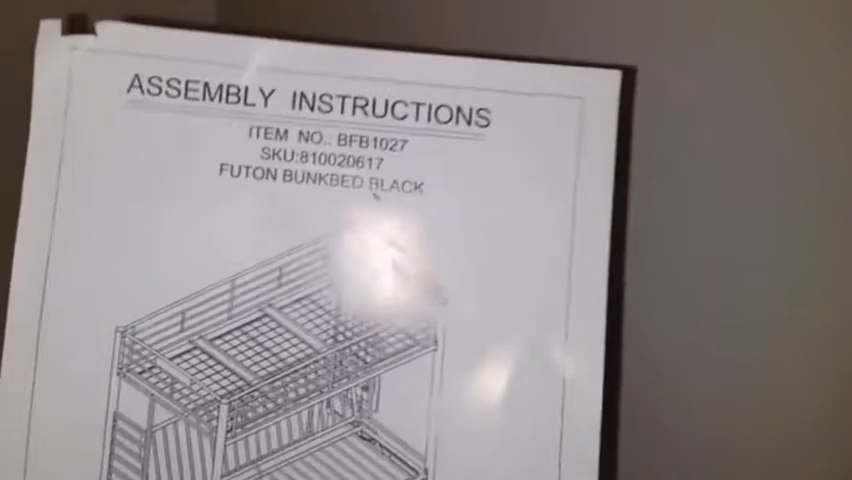 ASSEMBLY INSTRUCTIONS
ITEM NO.: BFB1027
SKU:810020617
FUTON BUNKBED BLACK